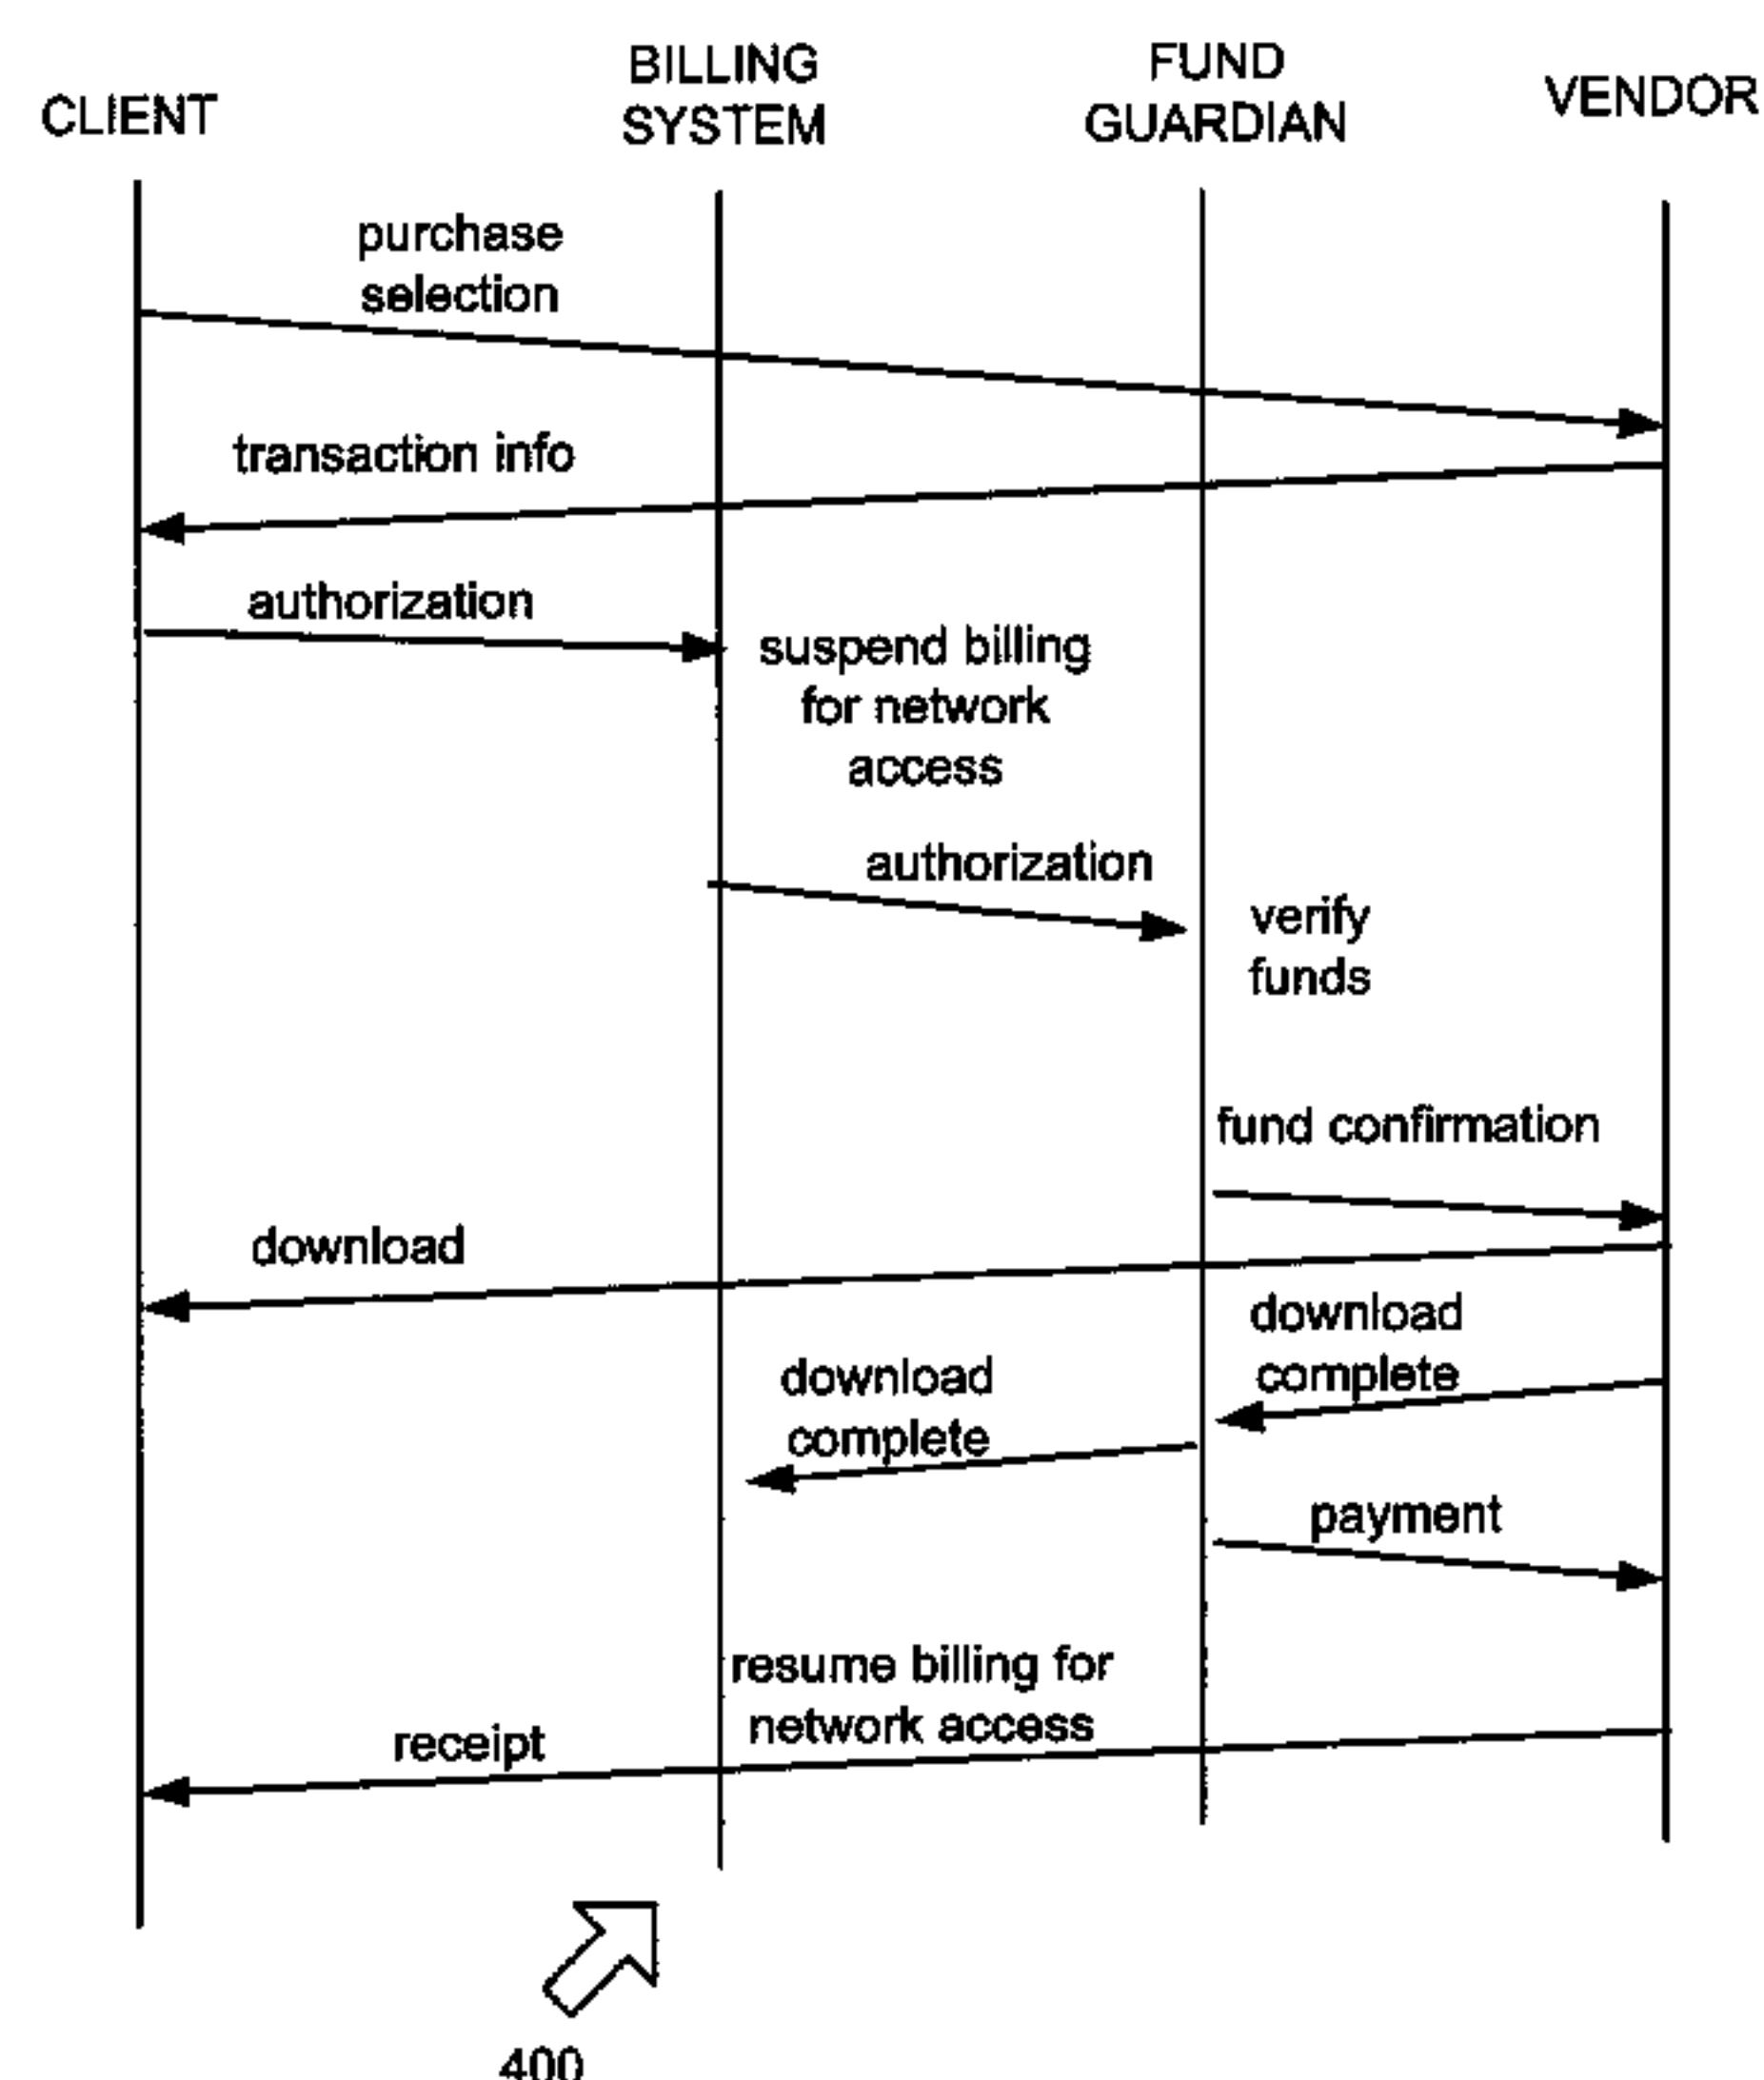 CLIENT
BILLING
SYSTEM
FUND
GUARDIAN
VENDOR
purchase
selection
transaction info
authorization
suspend billing
for network
access
authorization
verify
funds
fund confirmation
download
download
complete
download
complete
payment
resume billing for
network access
receipt
400